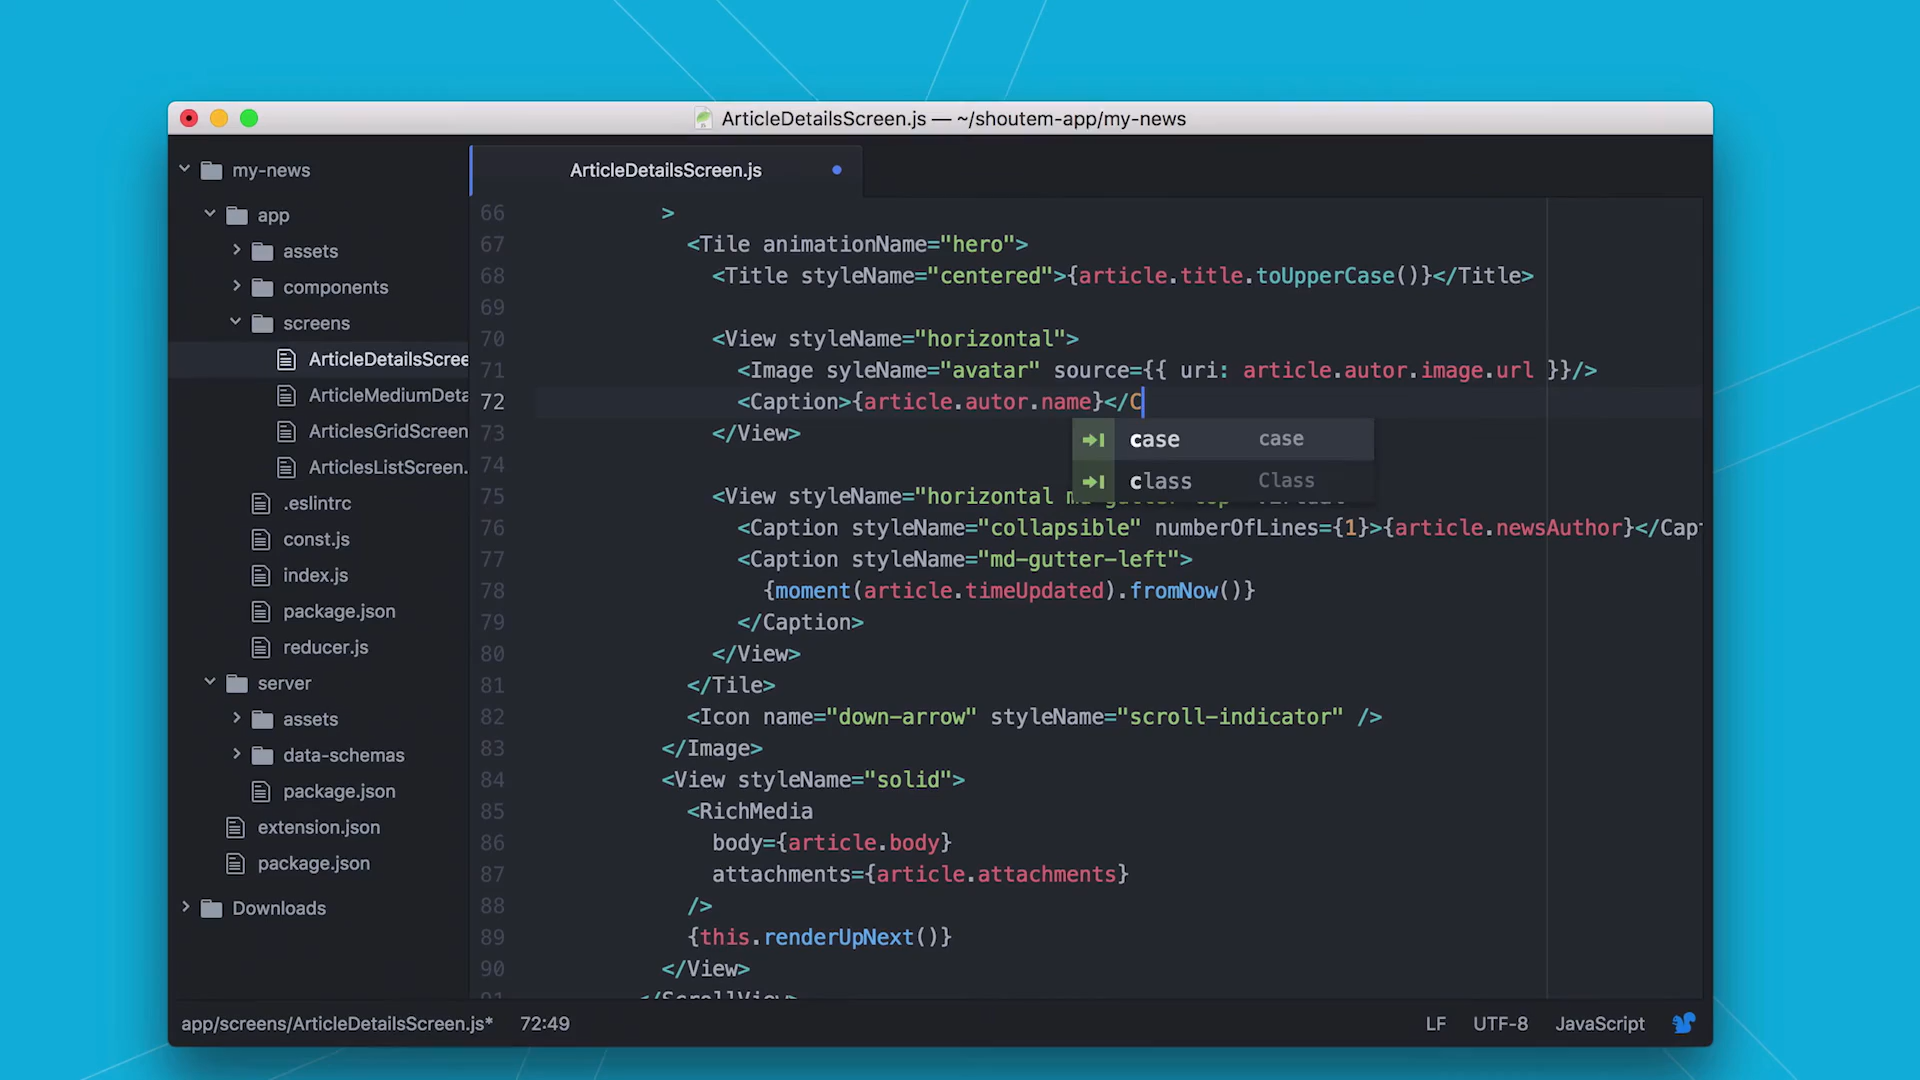 ArticleDetailsScreen.js — ~/shoutem-app/my-news
my-news
app
assets
components
screens
ArticleDetailsScree
ArticleMediumDeta
ArticlesGridScreen
ArticlesListScreen.
.eslintrc
const.js
index.js
package.json
reducer.js
server
assets
data-schemas
package.json
extension.json
package.json
Downloads
ArticleDetailsScreen.js
66 >
67 <Tile animationName="hero">
68 <Title styleName="centered">{article.title.toUpperCase()}</Title>
69
70 <View styleName="horizontal">
71 <Image syleName="avatar" source={{ uri: article.autor.image.url }}/>
72 <Caption>{article.autor.name}</C
73 </View>
case case
class Class
74
75 <View styleName="horizontal
76 <Caption styleName="collapsible" numberOfLines={1}>{article.newsAuthor}</Capt
77 <Caption styleName="md-gutter-left">
78 {moment(article.timeUpdated).fromNow()}
79 </Caption>
80 </View>
81 </Tile>
82 <Icon name="down-arrow" styleName="scroll-indicator" />
83 </Image>
84 <View styleName="solid">
85 <RichMedia
86 body={article.body}
87 attachments={article.attachments}
88 />
89 {this.renderUpNext()}
90 </View>
91 </ScrollView>
app/screens/ArticleDetailsScreen.js* 72:49
LF UTF-8 JavaScript